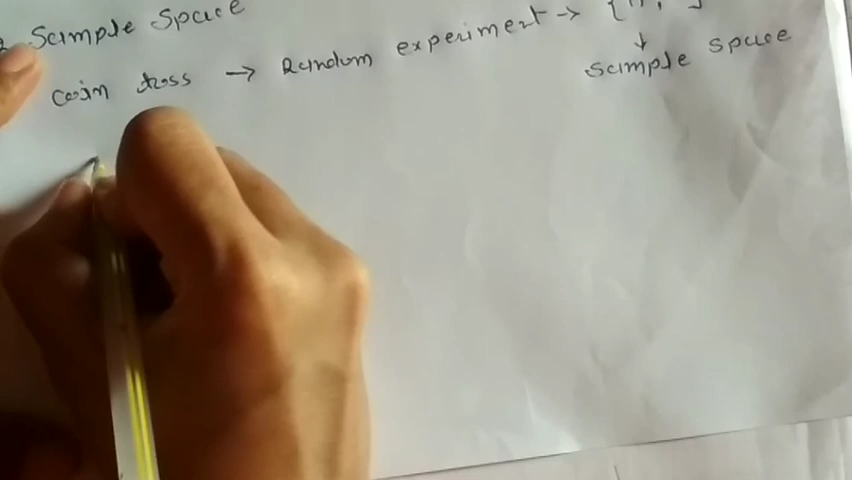 Sample Space
Coin toss → Random experiment → {
↓
Sample space